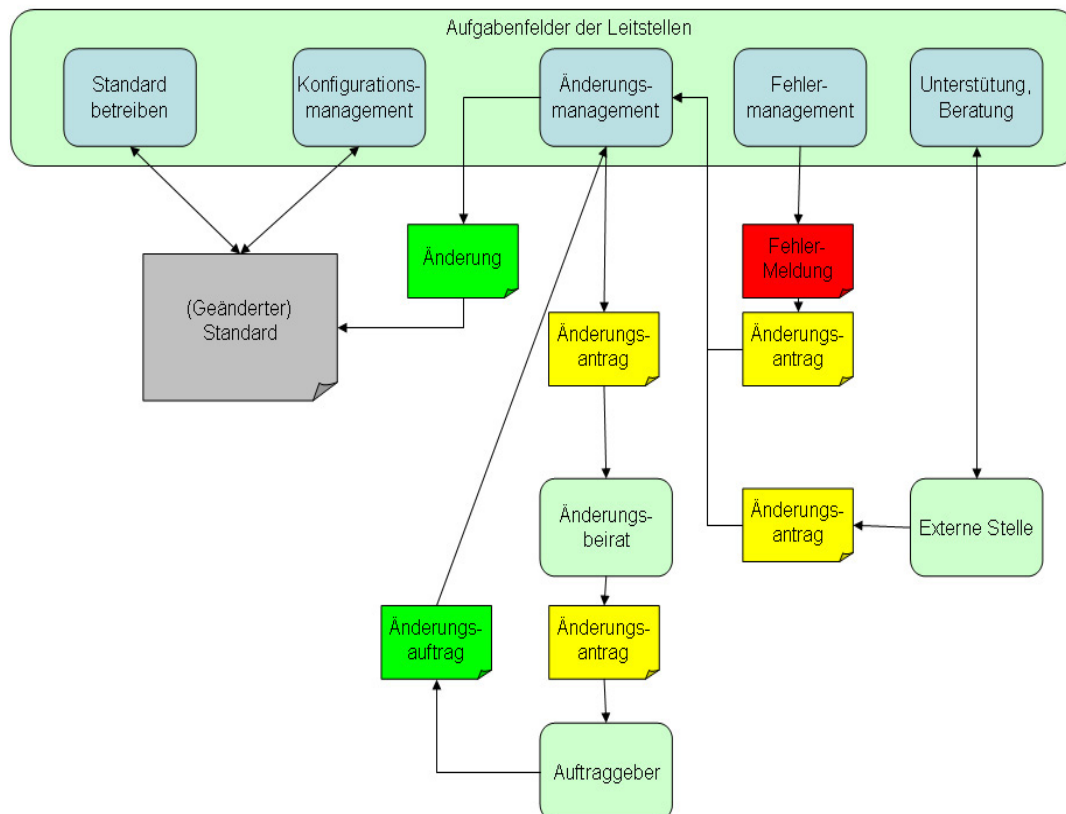 Aufgabenfelder der Leitstellen
Standard
betreiben
Konfigurations-
management
Änderungs-
management
Fehler-
management
Unterstütung,
Beratung
Änderung
Fehler-
Meldung
(Geänderter)
Standard
Änderungs-
antrag
Änderungs-
antrag
Änderungs-
beirat
Änderungs-
antrag
Externe Stelle
Änderungs-
auftrag
Änderungs-
antrag
Auftraggeber